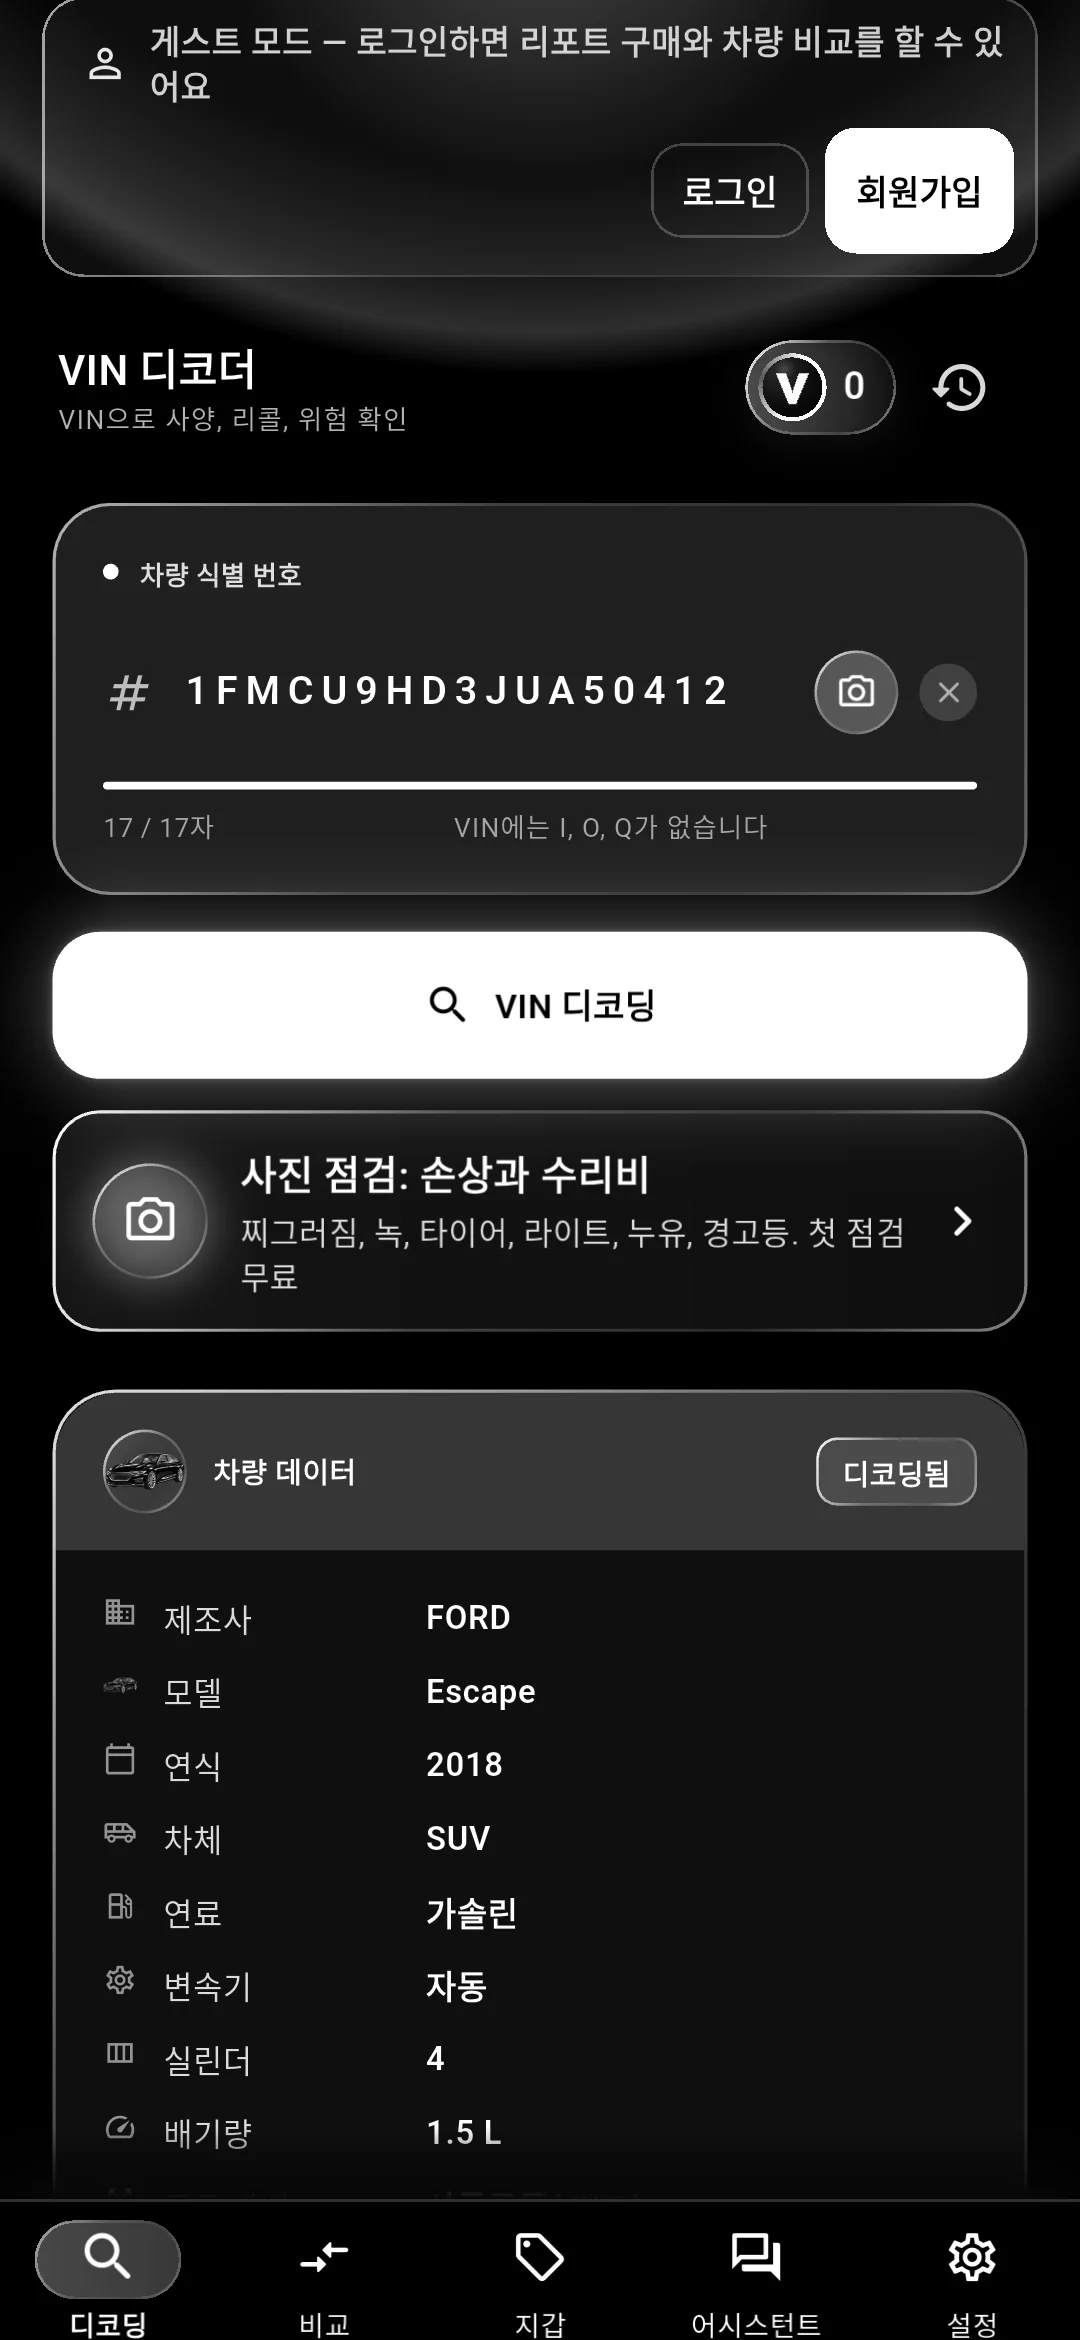 게스트 모드 – 로그인하면 리포트 구매와 차량 비교를 할 수 있
어요
로그인
회원가입
VIN 디코더
VIN으로 사양, 리콜, 위험 확인
V 0
차량 식별 번호
# 1FMCU9HD3JUA50412
17 / 17자
VIN에는 I, O, Q가 없습니다
VIN 디코딩
사진 점검: 손상과 수리비
찌그러짐, 녹, 타이어, 라이트, 누유, 경고등. 첫 점검
무료
차량 데이터
디코딩됨
제조사 FORD
모델 Escape
연식 2018
차체 SUV
연료 가솔린
변속기 자동
실린더 4
배기량 1.5 L
디코딩
비교
지갑
어시스턴트
설정